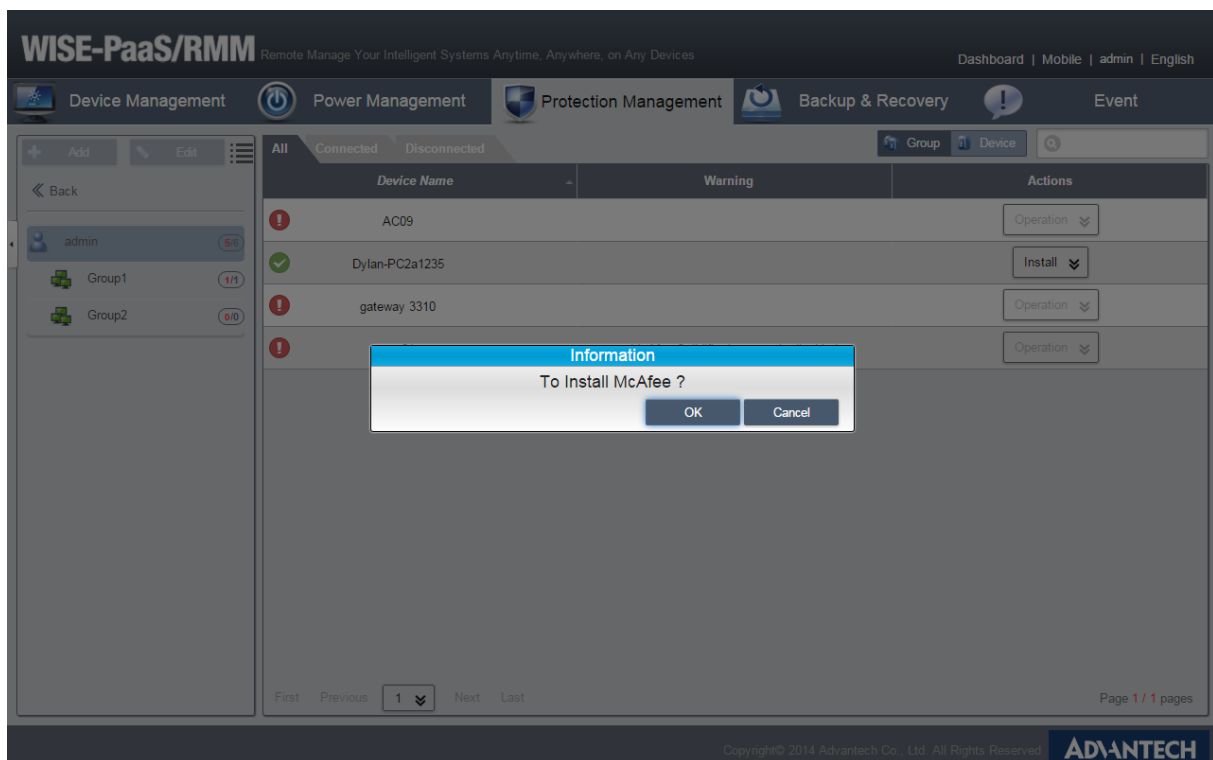 WISE-PaaS/RMM Remote Manage Your Intelligent Systems Anytime, Anywhere, on Any Devices
Dashboard | Mobile | admin | English
Device Management Power Management Protection Management Backup & Recovery Event
Add Edit All Connected Disconnected Group Device
Back
Device Name Warning Actions
AC09 Operation
admin 5/6
Dylan-PC2a1235 Install
Group1 1/1
gateway 3310 Operation
Group2 0/0
Operation
Information
To Install McAfee ?
OK Cancel
First Previous 1 Next Last Page 1 / 1 pages
Copyright© 2014 Advantech Co., Ltd. All Rights Reserved ADVANTECH